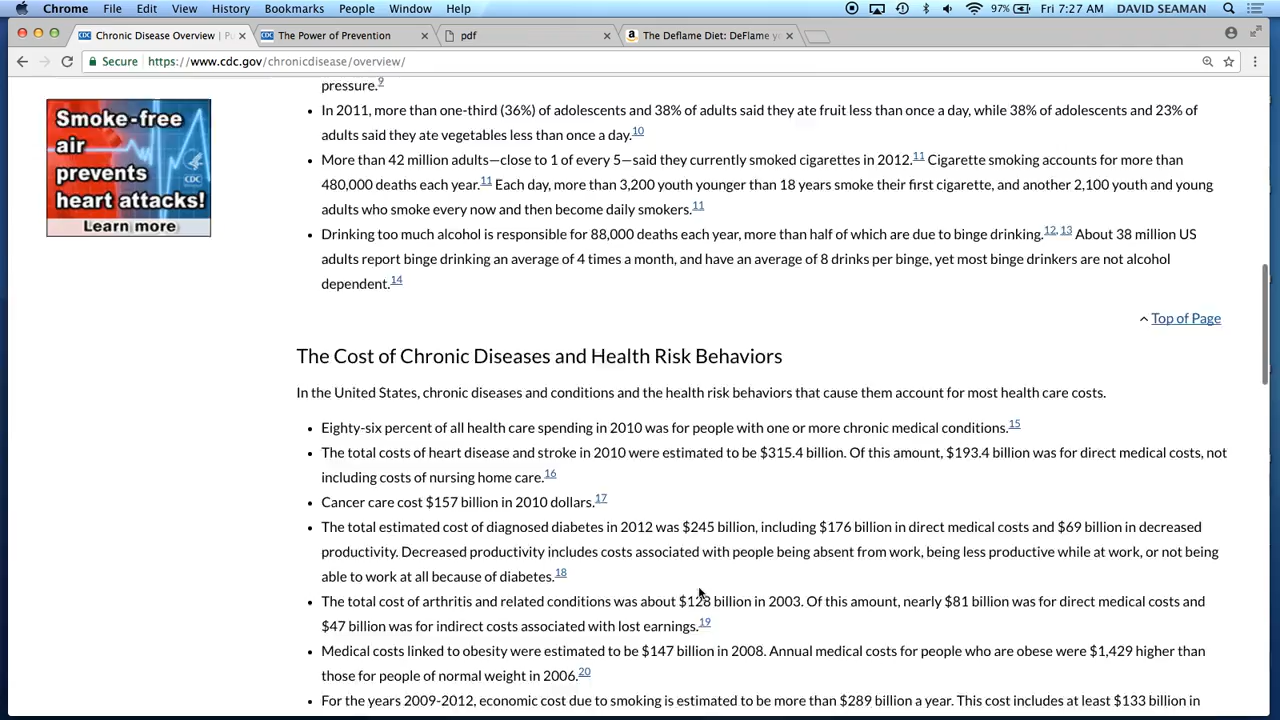 Chrome File Edit View History Bookmarks People Window Help 97% Fri 7:27 AM DAVID SEAMAN
Chronic Disease Overview | Pu × The Power of Prevention × pdf × The Deflame Diet: DeFlame yo ×
Secure https://www.cdc.gov/chronicdisease/overview/
Smoke-free
air
prevents
CDC
heart attacks!
Learn more
pressure.9
• In 2011, more than one-third (36%) of adolescents and 38% of adults said they ate fruit less than once a day, while 38% of adolescents and 23% of
adults said they ate vegetables less than once a day.10
• More than 42 million adults—close to 1 of every 5—said they currently smoked cigarettes in 2012.11 Cigarette smoking accounts for more than
480,000 deaths each year.11 Each day, more than 3,200 youth younger than 18 years smoke their first cigarette, and another 2,100 youth and young
adults who smoke every now and then become daily smokers.11
• Drinking too much alcohol is responsible for 88,000 deaths each year, more than half of which are due to binge drinking.12, 13 About 38 million US
adults report binge drinking an average of 4 times a month, and have an average of 8 drinks per binge, yet most binge drinkers are not alcohol
dependent.14
Top of Page
The Cost of Chronic Diseases and Health Risk Behaviors
In the United States, chronic diseases and conditions and the health risk behaviors that cause them account for most health care costs.
• Eighty-six percent of all health care spending in 2010 was for people with one or more chronic medical conditions.15
• The total costs of heart disease and stroke in 2010 were estimated to be $315.4 billion. Of this amount, $193.4 billion was for direct medical costs, not
including costs of nursing home care.16
• Cancer care cost $157 billion in 2010 dollars.17
• The total estimated cost of diagnosed diabetes in 2012 was $245 billion, including $176 billion in direct medical costs and $69 billion in decreased
productivity. Decreased productivity includes costs associated with people being absent from work, being less productive while at work, or not being
able to work at all because of diabetes.18
• The total cost of arthritis and related conditions was about $128 billion in 2003. Of this amount, nearly $81 billion was for direct medical costs and
$47 billion was for indirect costs associated with lost earnings.19
• Medical costs linked to obesity were estimated to be $147 billion in 2008. Annual medical costs for people who are obese were $1,429 higher than
those for people of normal weight in 2006.20
• For the years 2009-2012, economic cost due to smoking is estimated to be more than $289 billion a year. This cost includes at least $133 billion in